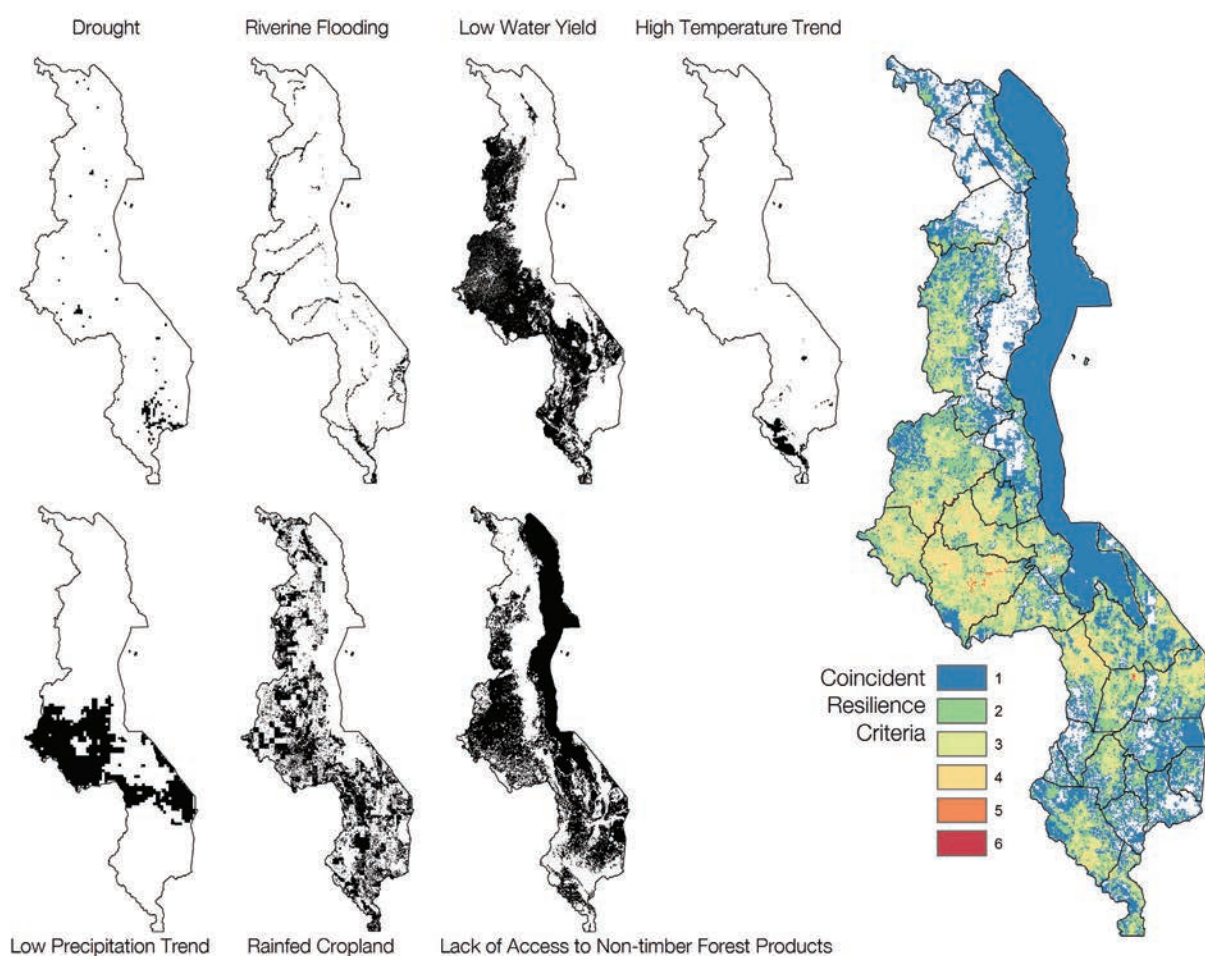 Drought
Riverine Flooding
Low Water Yield
High Temperature Trend
Coincident
Resilience
Criteria
1
2
3
4
5
6
Low Precipitation Trend
Rainfed Cropland
Lack of Access to Non-timber Forest Products